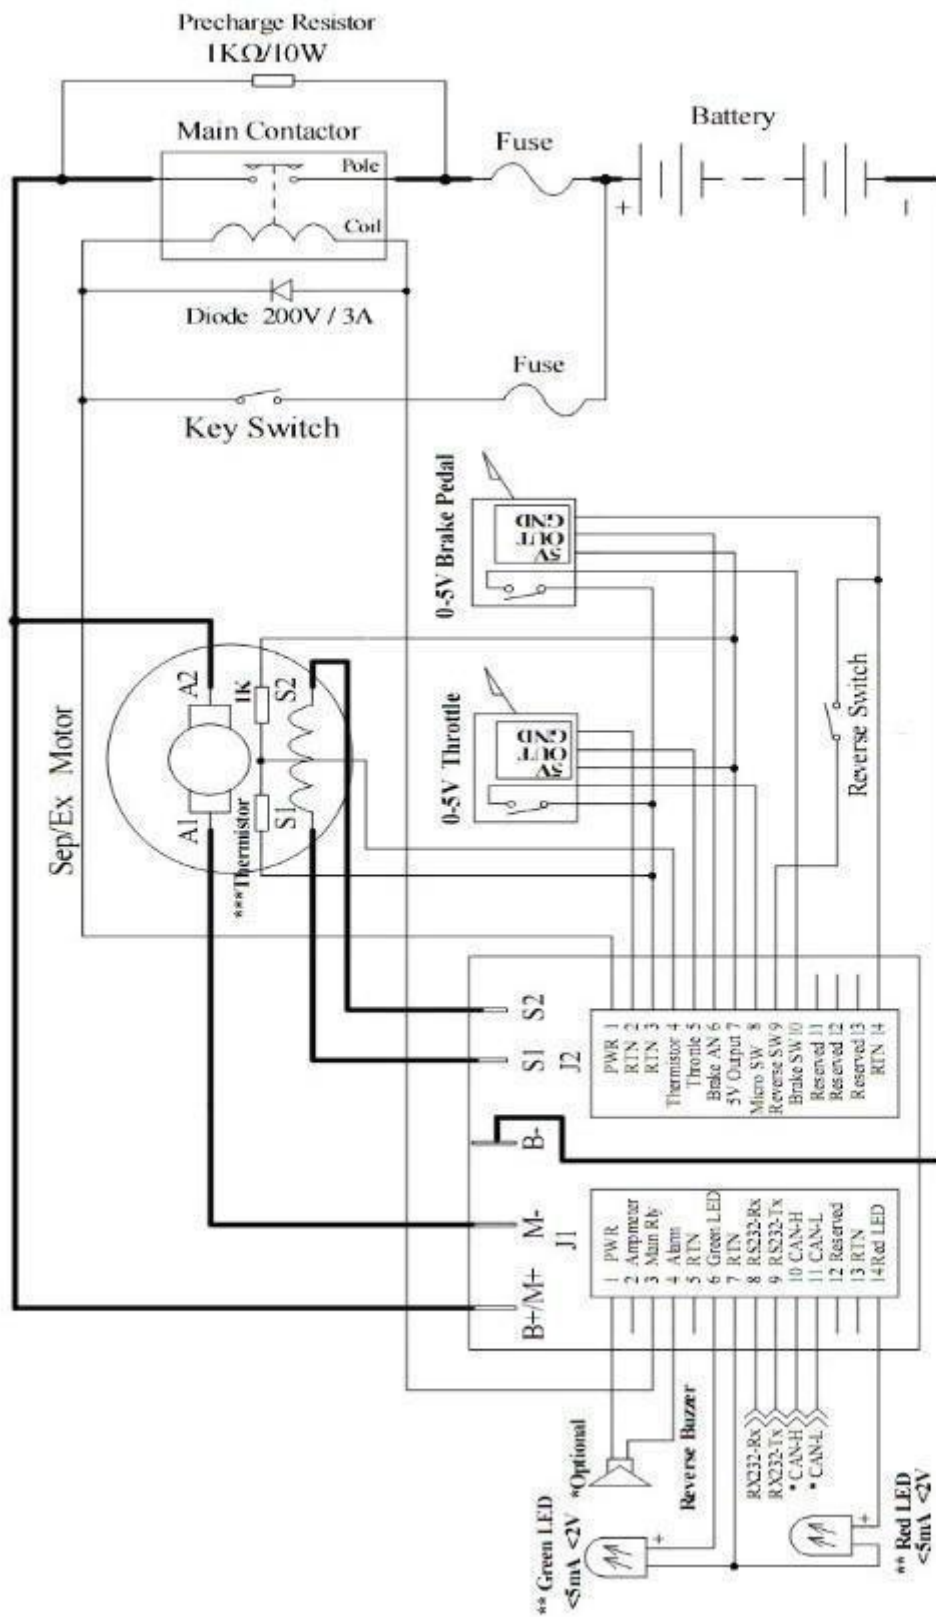 Precharge Resistor
1KΩ/10W
Main Contactor
Pole
Coil
Fuse
Battery
+
-
Diode 200V / 3A
Fuse
Key Switch
0-5V Brake Pedal
GND
OUT
5V
Sep/Ex Motor
A2
A1
1K
S2
S1
***Thermistor
0-5V Throttle
GND
OUT
5V
Reverse Switch
S2
S1
J2
PWR 1
RTN 2
RTN 3
Thermistor 4
Throttle 5
Brake AN 6
5V Output 7
Micro SW 8
Reverse SW 9
Brake SW 10
Reserved 11
Reserved 12
Reserved 13
RTN 14
B-
M-
B+/M+
J1
1 PWR
2 Ampmeter
3 Main Rly
4 Alarm
5 RTN
6 Green LED
7 RTN
8 RS232-Rx
9 RS232-Tx
10 CAN-H
11 CAN-L
12 Reserved
13 RTN
14 Red LED
*Optional
Reverse Buzzer
RX232-Rx
RX232-Tx
* CAN-H
* CAN-L
** Green LED
<5mA <2V
+
** Red LED
<5mA <2V
+